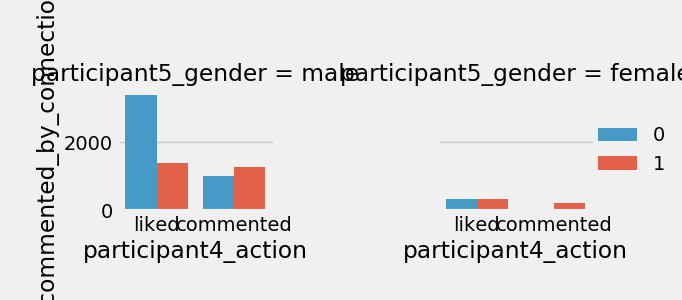 participant5_gender = male
participant5_gender = female
commented_by_connectio
2000
0
liked
commented
participant4_action
liked
commented
participant4_action
0
1